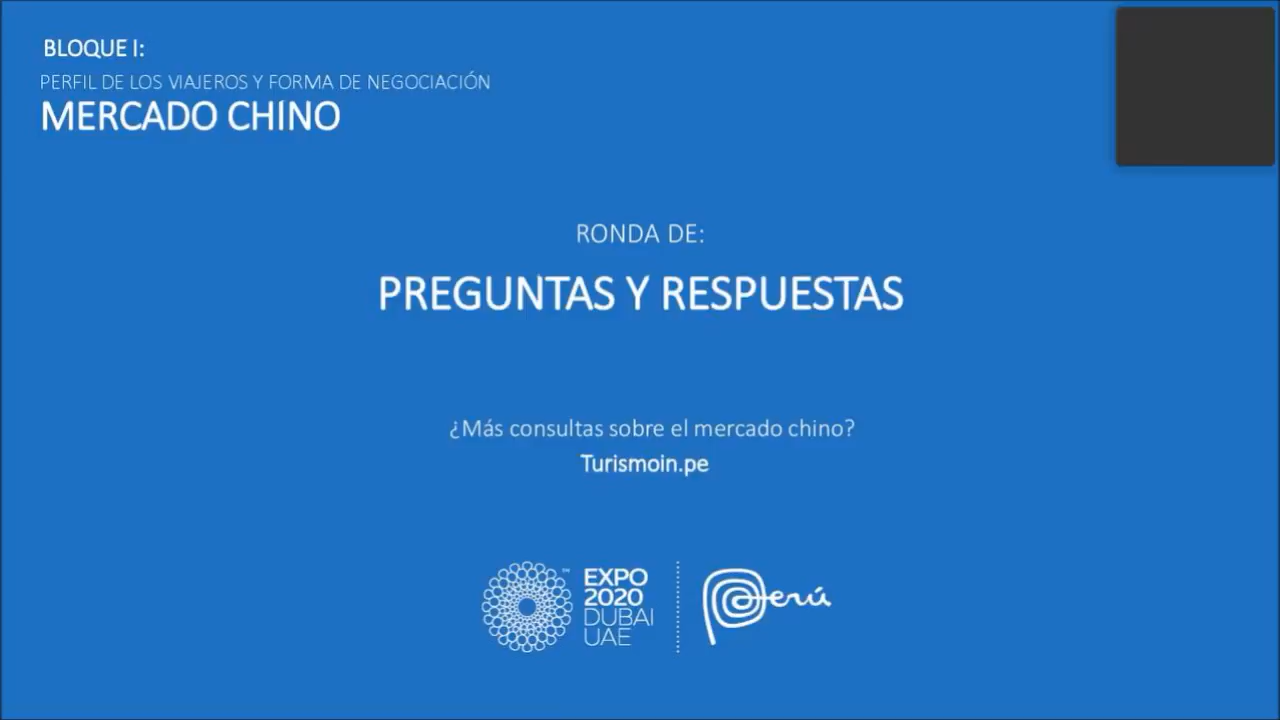 BLOQUE I:
PERFIL DE LOS VIAJEROS Y FORMA DE NEGOCIACIÓN
MERCADO CHINO
RONDA DE:
PREGUNTAS Y RESPUESTAS
¿Más consultas sobre el mercado chino?
Turismoin.pe
™
EXPO
2020
DUBAI
UAE
Perú